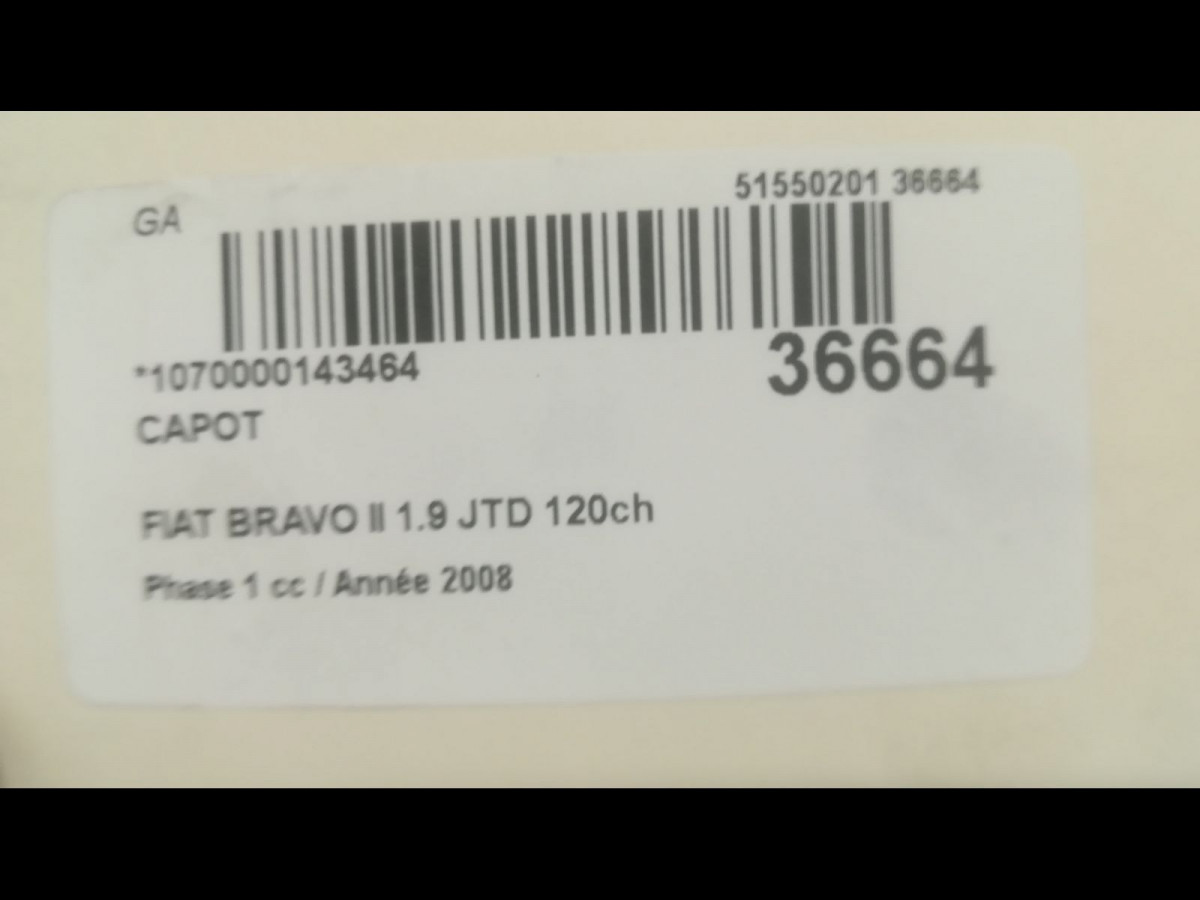 GA
51550201 36664
*1070000143464
36664
CAPOT
FIAT BRAVO II 1.9 JTD 120ch
Phase 1 cc / Année 2008